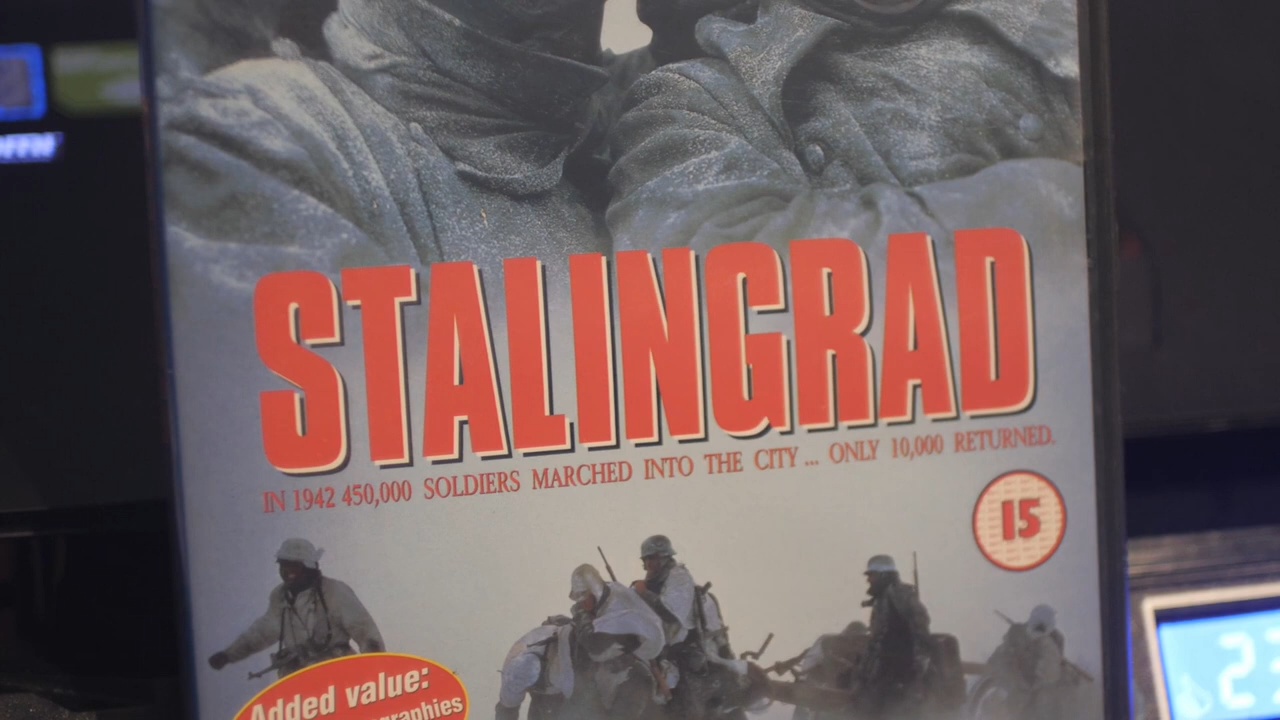 STALINGRAD
IN 1942 450,000 SOLDIERS MARCHED INTO THE CITY... ONLY 10,000 RETURNED.
15
Added value: